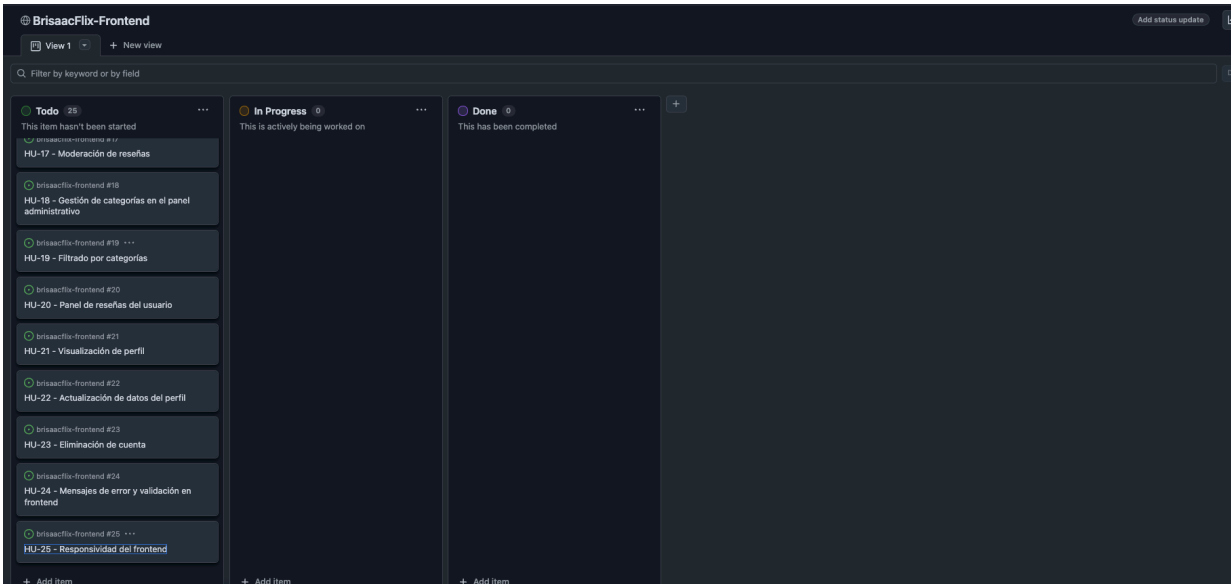 BrisaacFlix-Frontend
Add status update
View 1
New view
Filter by keyword or by field
Todo 25
This item hasn't been started
brisaacflix-frontend #17
HU-17 - Moderación de reseñas
brisaacflix-frontend #18
HU-18 - Gestión de categorías en el panel
administrativo
brisaacflix-frontend #19
HU-19 - Filtrado por categorías
brisaacflix-frontend #20
HU-20 - Panel de reseñas del usuario
brisaacflix-frontend #21
HU-21 - Visualización de perfil
brisaacflix-frontend #22
HU-22 - Actualización de datos del perfil
brisaacflix-frontend #23
HU-23 - Eliminación de cuenta
brisaacflix-frontend #24
HU-24 - Mensajes de error y validación en
frontend
brisaacflix-frontend #25
HU-25 - Responsividad del frontend
+ Add item
In Progress 0
This is actively being worked on
+ Add item
Done 0
This has been completed
+ Add item